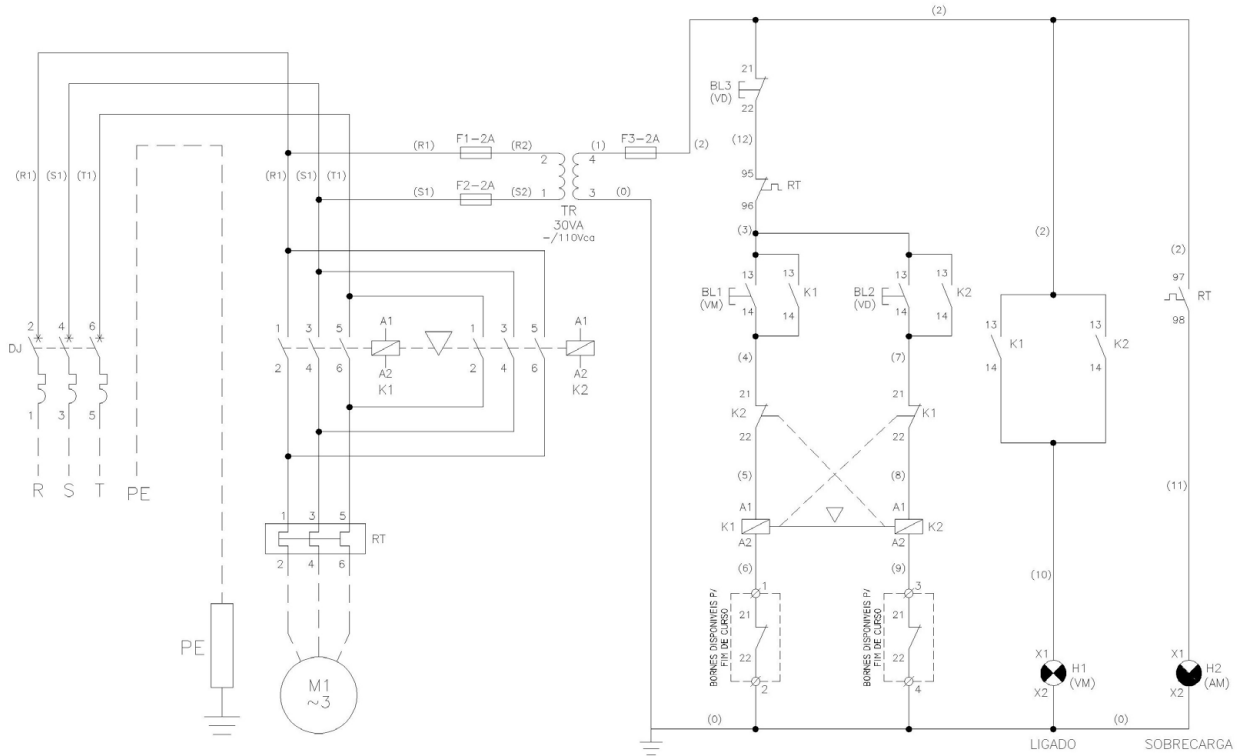 (2)
21
BL3
(VD)
22
(12)
(R1) F1-2A (R2)
(1) F3-2A
(2)
2 4
(S1) F2-2A (S2)
1 3 (0)
TR
30VA
-/110Vca
(R1) (S1) (T1)
(R1) (S1) (T1)
95
RT
96
(3)
(2)
(2)
13 13
BL1
(VM)
K1
14 14
13 13
BL2
(VD)
K2
14 14
97
RT
98
2 4 6
DJ
1 3 5
1 3 5
A1
2 4 6
A2
K1
1 3 5
A1
2 4 6
A2
K2
13
K1
14
13
K2
14
(4)
(7)
21
K2
22
21
K1
22
R S T PE
(5)
(8)
(11)
1 3 5
RT
2 4 6
A1
K1
A2
A1
K2
A2
(6)
(9)
(10)
BORNES DISPONIVEIS P/
FIM DE CURSO
1
21
22
2
BORNES DISPONIVEIS P/
FIM DE CURSO
3
21
22
4
PE
M1
~3
X1
H1
(VM)
X2
X1
H2
(AM)
X2
(0)
(0)
LIGADO
SOBRECARGA